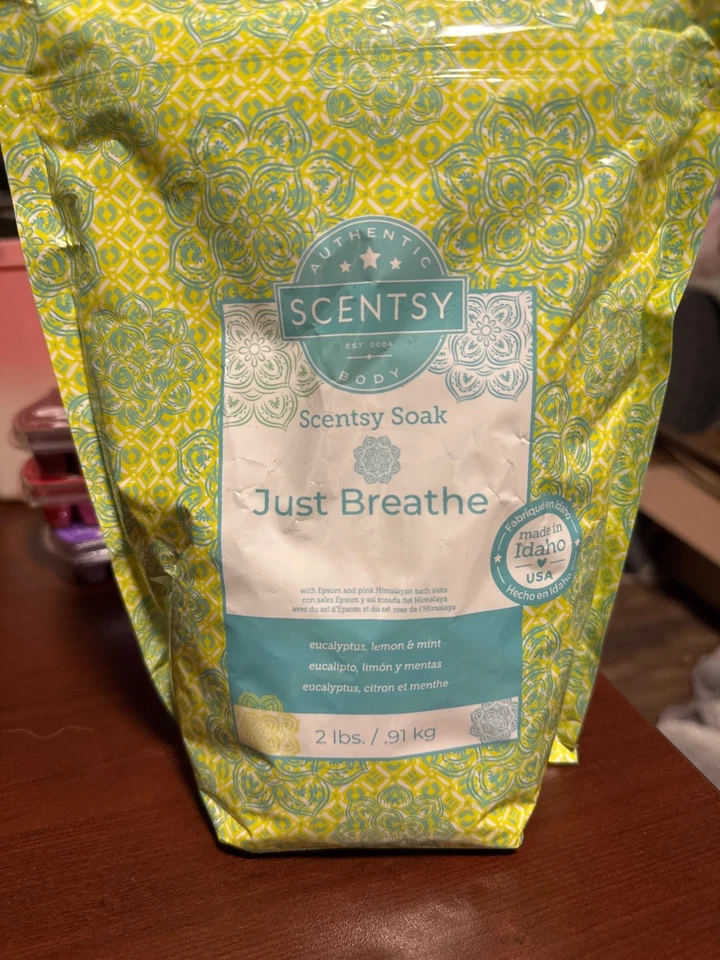 AUTHENTIC
SCENTSY
EST. 2004
BODY
Scentsy Soak
Just Breathe
Fabriqué en Idaho
made in
Idaho
USA
Hecho en Idaho
with Epsom and pink Himalayan bath salts
con sales Epsom y sal rosada del Himalaya
avec du sel d'Epsom et du sel rose de l'Himalaya
eucalyptus, lemon & mint
eucalipto, limón y mentas
eucalyptus, citron et menthe
2 lbs. / .91 kg